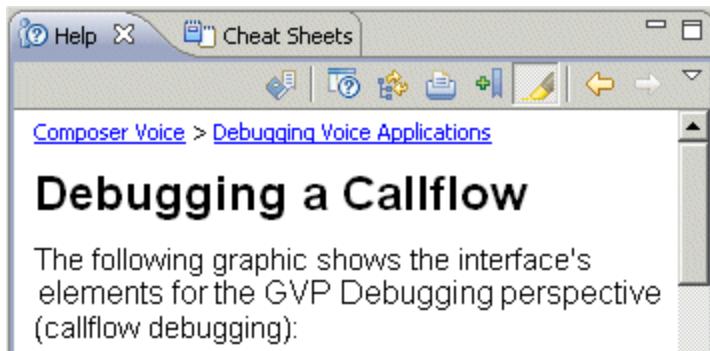 Help Cheat Sheets
Composer Voice > Debugging Voice Applications
Debugging a Callflow
The following graphic shows the interface's
elements for the GVP Debugging perspective
(callflow debugging):